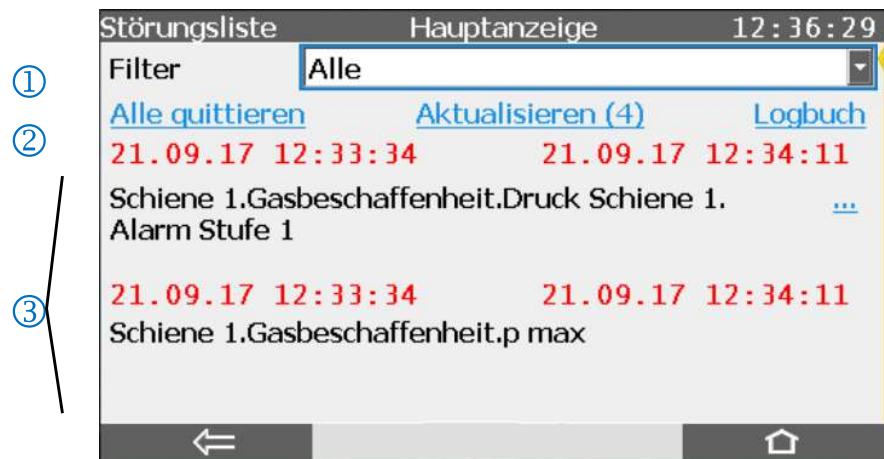 Störungsliste Hauptanzeige 12:36:29
① Filter Alle
② Alle quittieren Aktualisieren (4) Logbuch
21.09.17 12:33:34 21.09.17 12:34:11
Schiene 1.Gasbeschaffenheit.Druck Schiene 1. ...
Alarm Stufe 1
③ 21.09.17 12:33:34 21.09.17 12:34:11
Schiene 1.Gasbeschaffenheit.p max